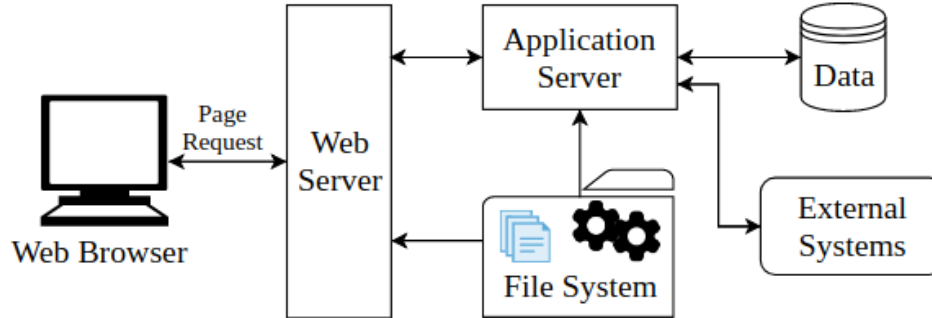 Page
Request
Web Browser
Web
Server
Application
Server
File System
Data
External
Systems